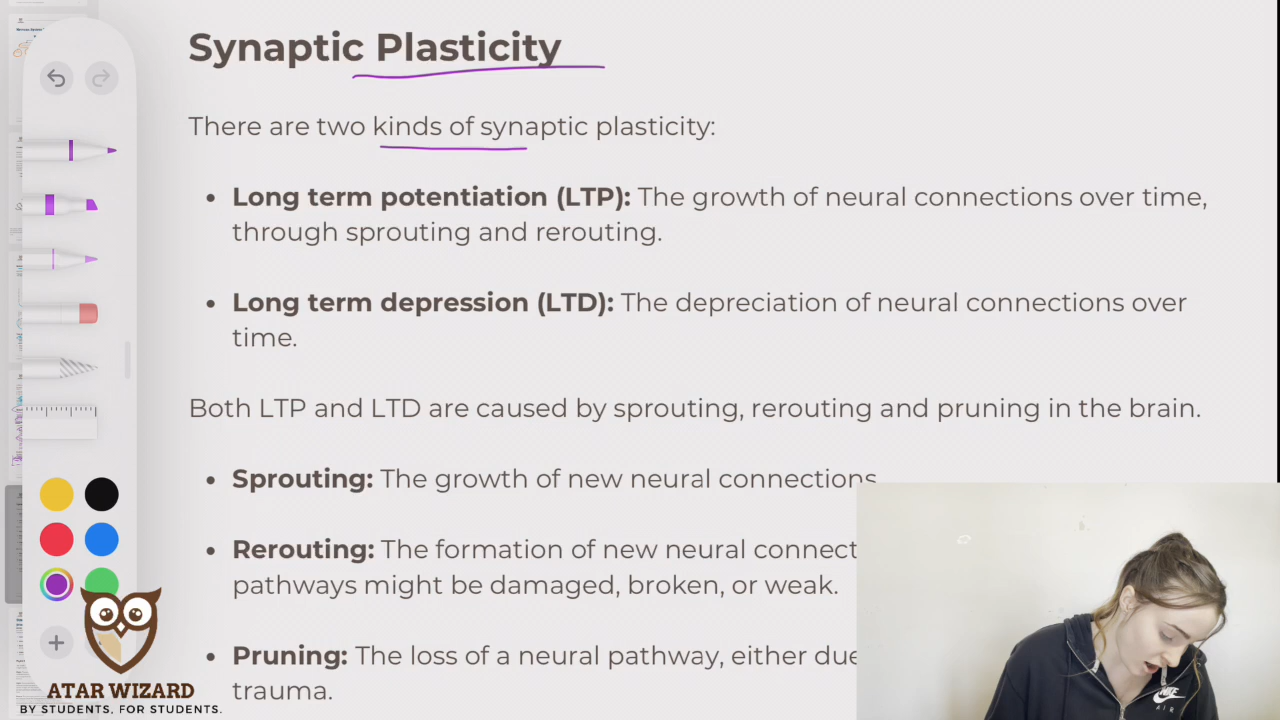 Synaptic Plasticity
There are two kinds of synaptic plasticity:
• Long term potentiation (LTP): The growth of neural connections over time,
through sprouting and rerouting.
• Long term depression (LTD): The depreciation of neural connections over
time.
Both LTP and LTD are caused by sprouting, rerouting and pruning in the brain.
• Sprouting: The growth of new neural connections
• Rerouting: The formation of new neural connect
pathways might be damaged, broken, or weak.
• Pruning: The loss of a neural pathway, either due
trauma.
ATAR WIZARD
BY STUDENTS, FOR STUDENTS.
AIR